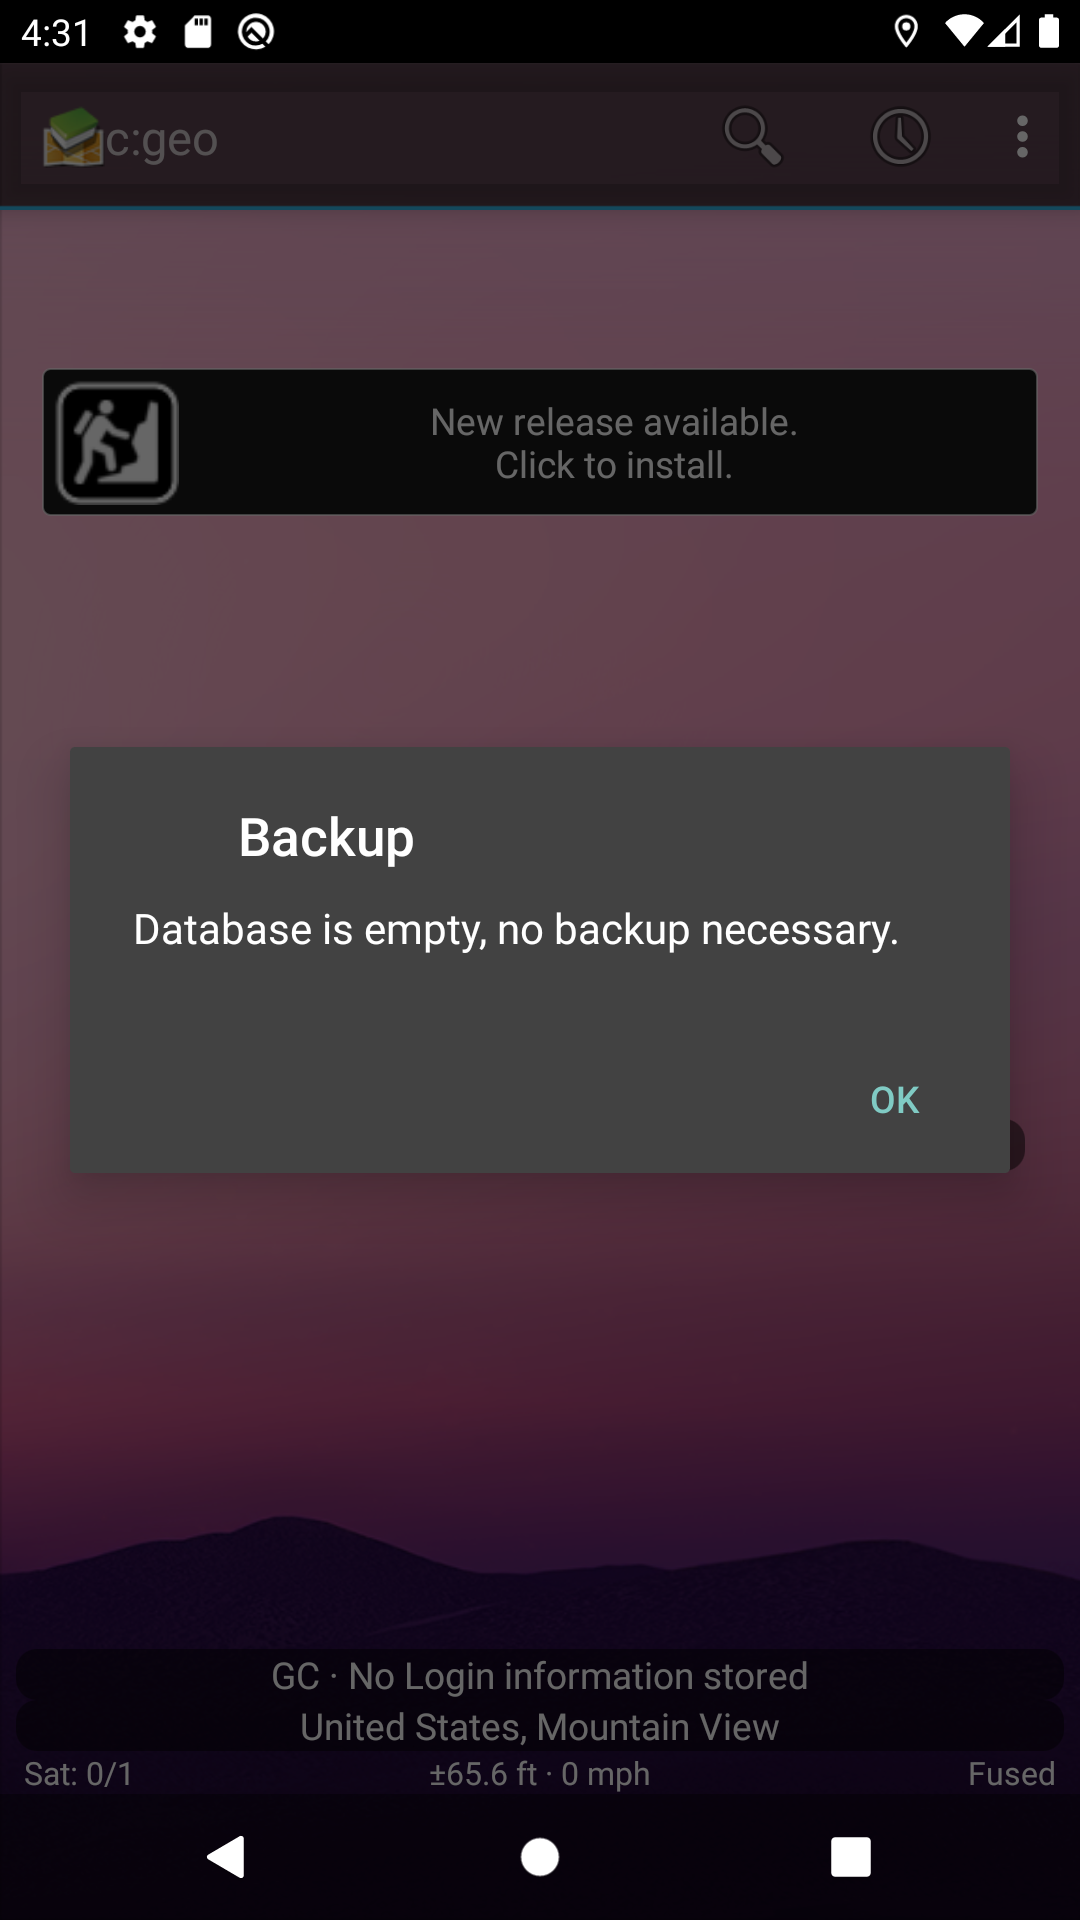 4:31
c:geo
New release available.
Click to install.
Backup
Database is empty, no backup necessary.
OK
GC · No Login information stored
United States, Mountain View
Sat: 0/1
±65.6 ft · 0 mph
Fused